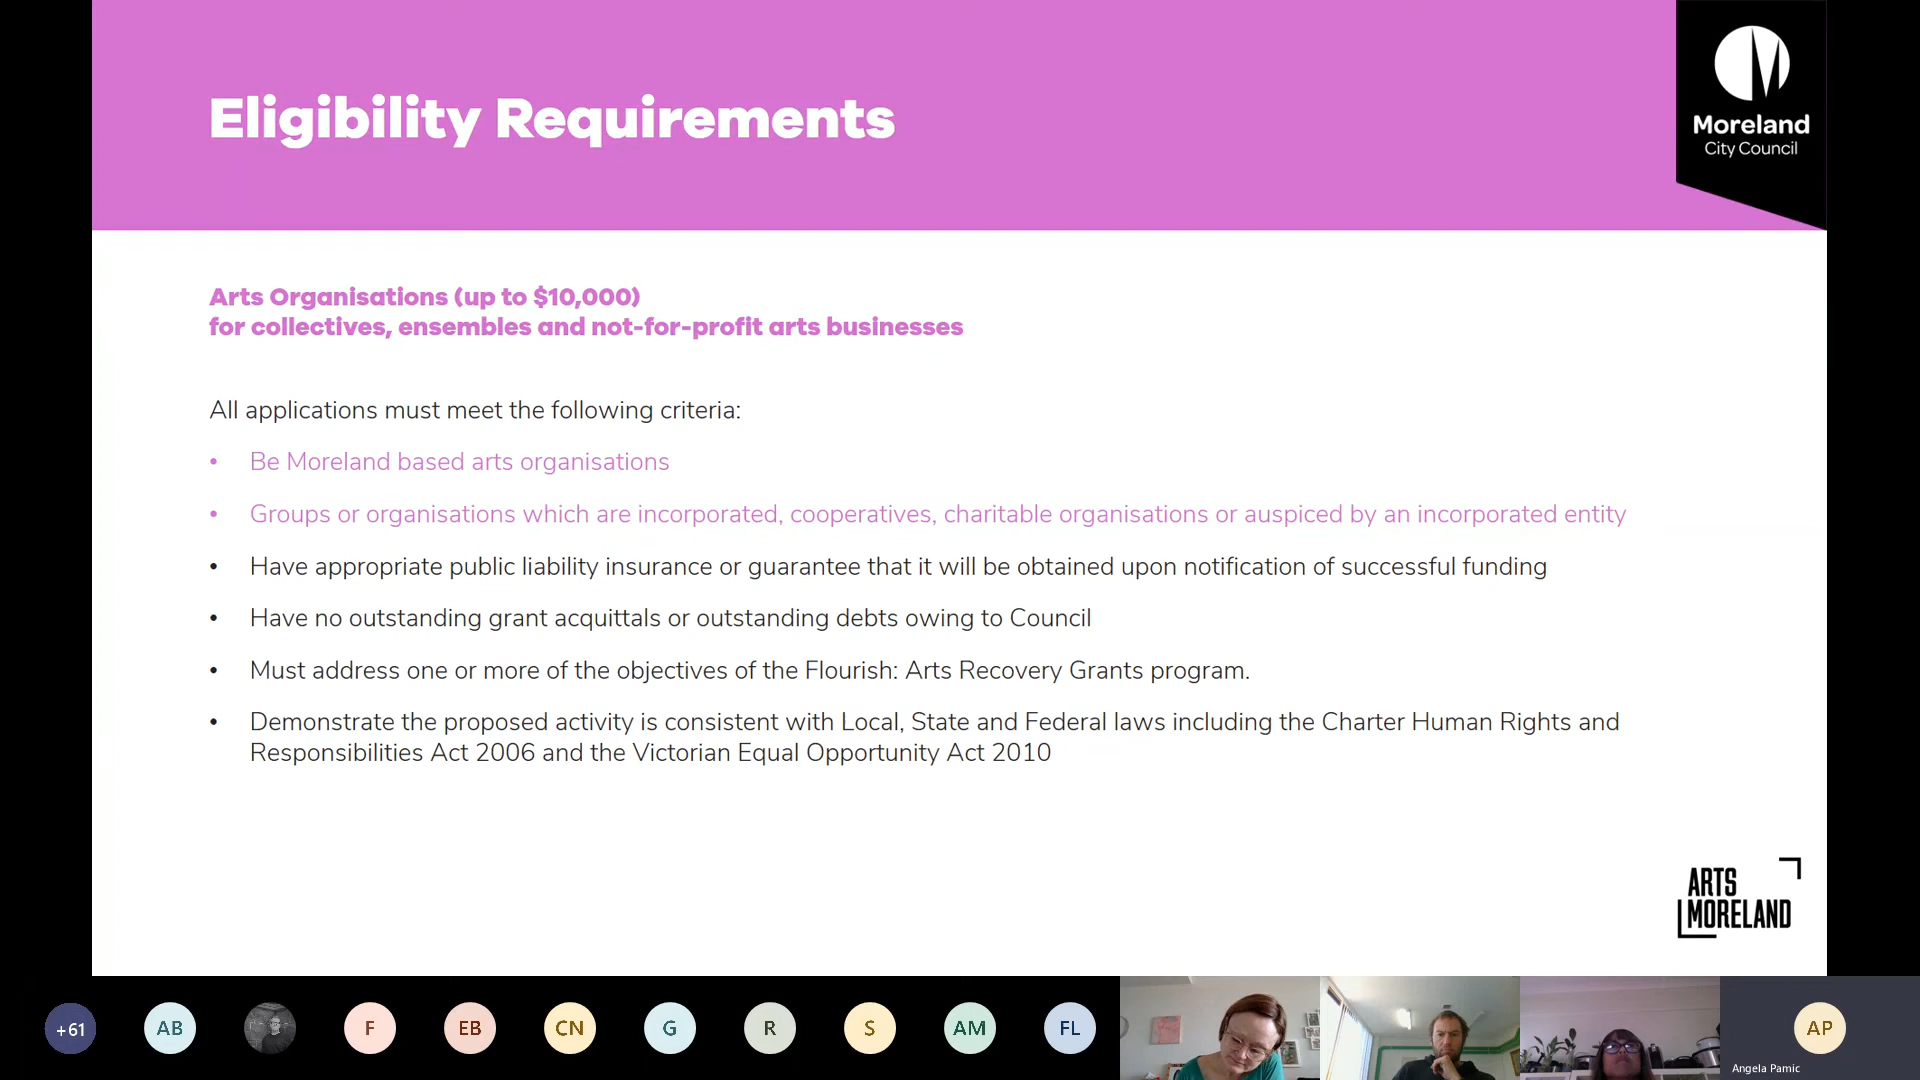 Eligibility Requirements
Moreland
City Council
Arts Organisations (up to $10,000)
for collectives, ensembles and not-for-profit arts businesses
All applications must meet the following criteria:
• Be Moreland based arts organisations
• Groups or organisations which are incorporated, cooperatives, charitable organisations or auspiced by an incorporated entity
• Have appropriate public liability insurance or guarantee that it will be obtained upon notification of successful funding
• Have no outstanding grant acquittals or outstanding debts owing to Council
• Must address one or more of the objectives of the Flourish: Arts Recovery Grants program.
• Demonstrate the proposed activity is consistent with Local, State and Federal laws including the Charter Human Rights and
Responsibilities Act 2006 and the Victorian Equal Opportunity Act 2010
ARTS
MORELAND
+61 AB F EB CN G R S AM FL AP
Angela Pamic